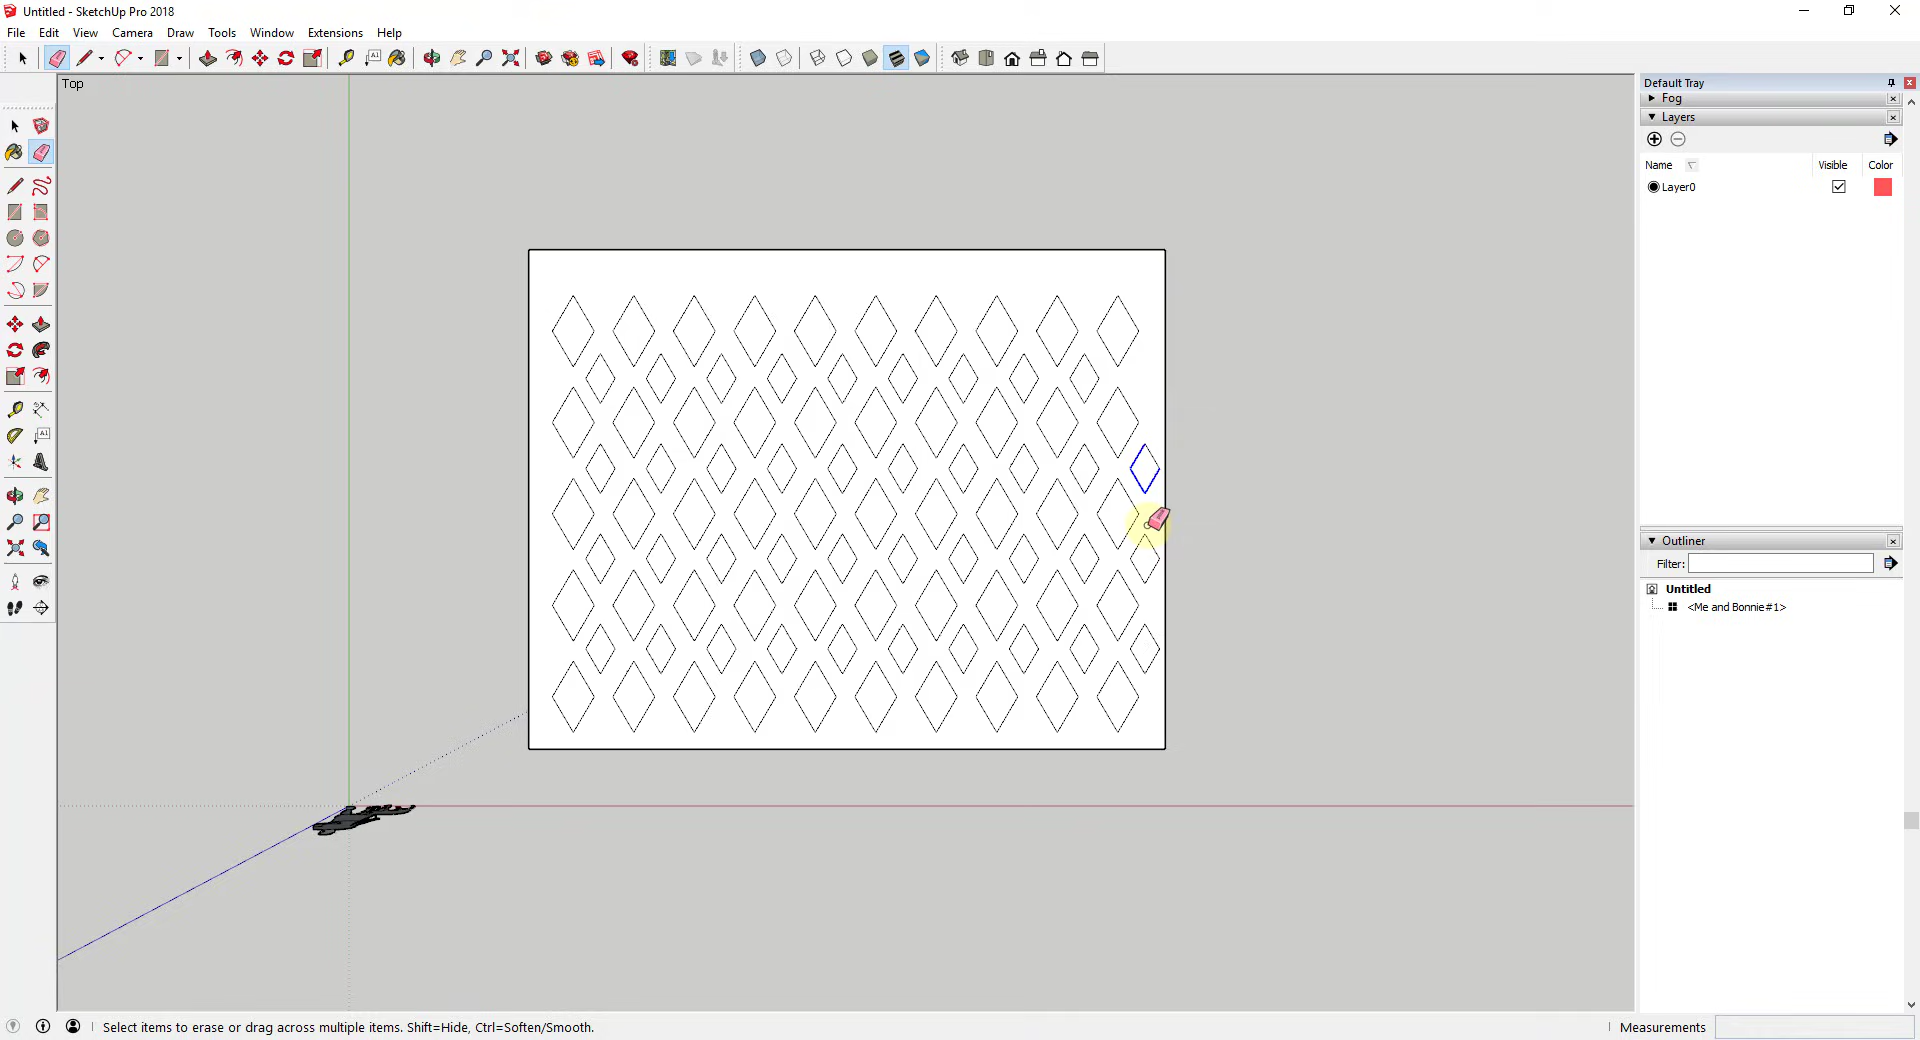 Untitled - SketchUp Pro 2018
File Edit View Camera Draw Tools Window Extensions Help
Top
Default Tray
Fog
Layers
Name Visible Color
Layer0
Outliner
Filter:
Untitled
<Me and Bonnie#1>
Select items to erase or drag across multiple items. Shift=Hide, Ctrl=Soften/Smooth.
Measurements